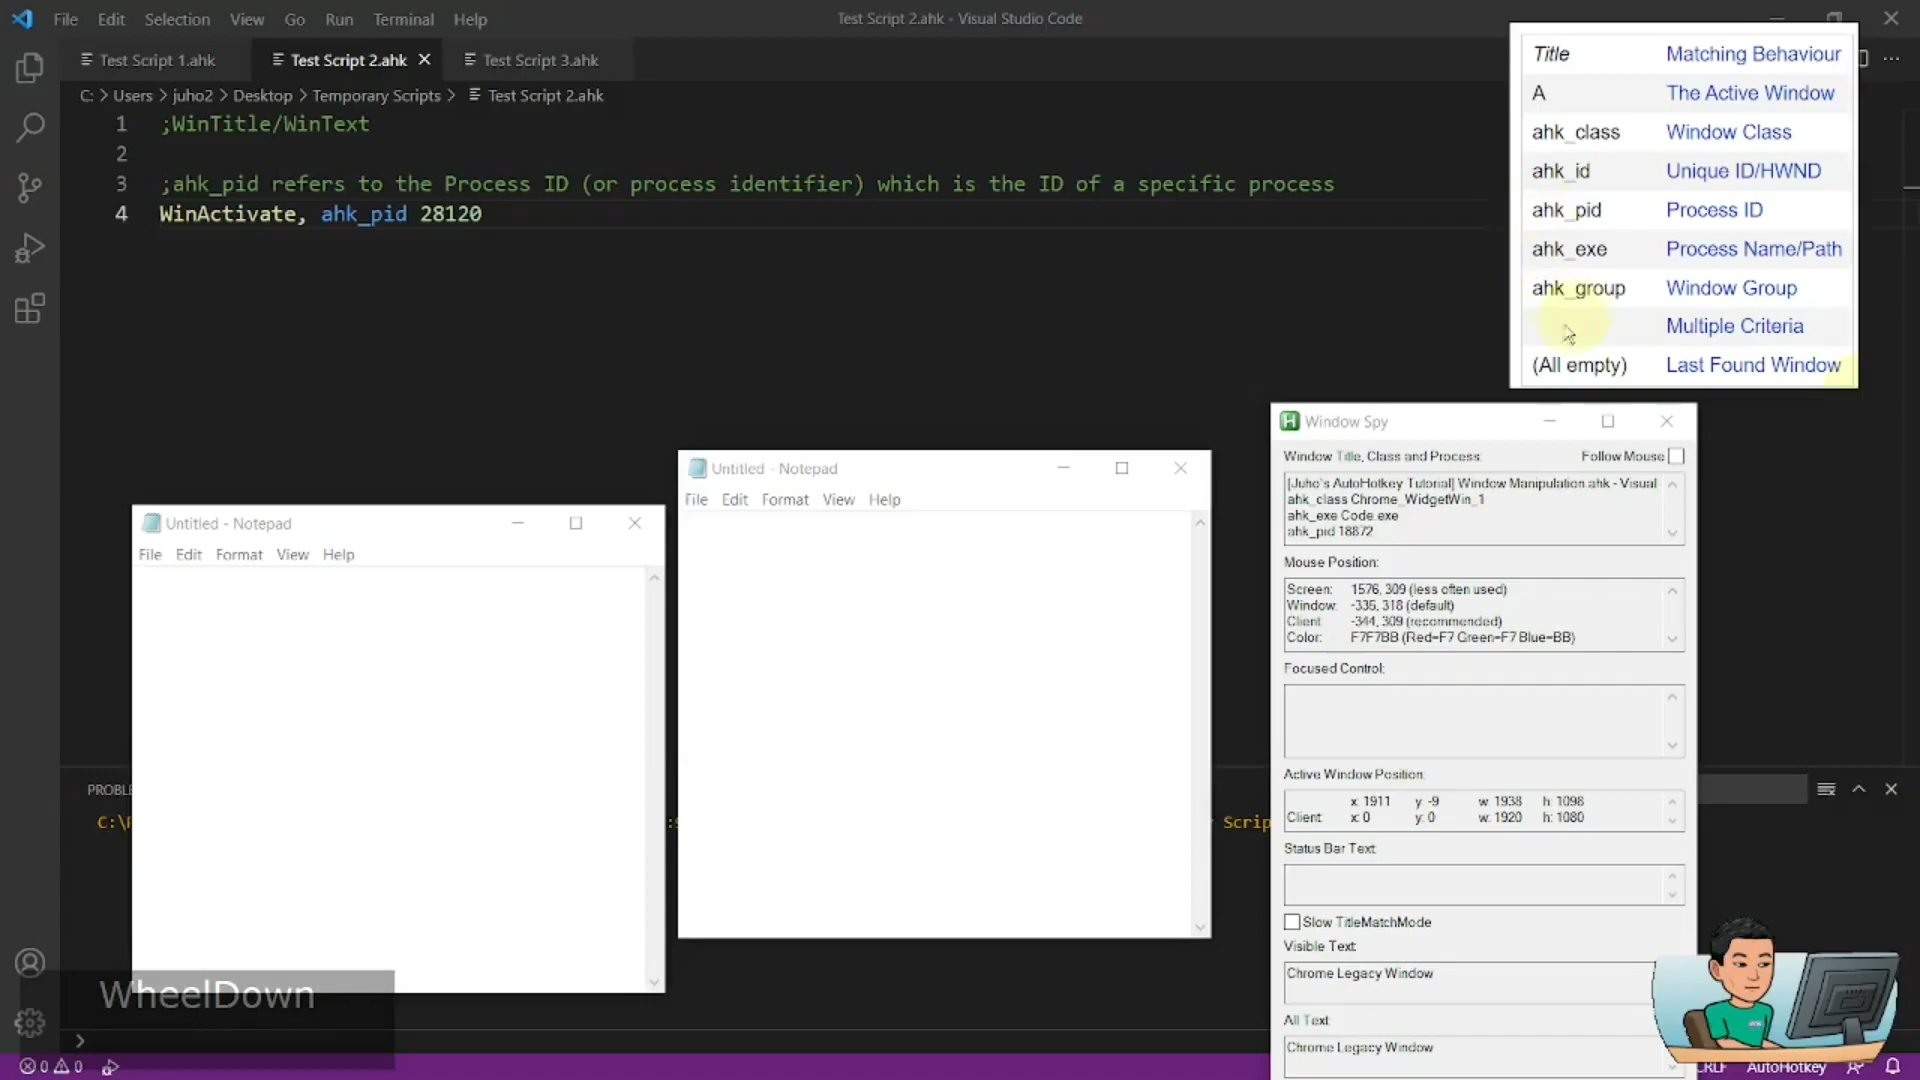 File Edit Selection View Go Run Terminal Help
Test Script 2.ahk - Visual Studio Code
Test Script 1.ahk
Test Script 2.ahk
Test Script 3.ahk
C: > Users > juho2 > Desktop > Temporary Scripts > Test Script 2.ahk
1 ;WinTitle/WinText
2
3 ;ahk_pid refers to the Process ID (or process identifier) which is the ID of a specific process
4 WinActivate, ahk_pid 28120
Title Matching Behaviour
A The Active Window
ahk_class Window Class
ahk_id Unique ID/HWND
ahk_pid Process ID
ahk_exe Process Name/Path
ahk_group Window Group
Multiple Criteria
(All empty) Last Found Window
Untitled - Notepad
File Edit Format View Help
Untitled - Notepad
File Edit Format View Help
Window Spy
Window Title, Class and Process:
Follow Mouse
[Juho's AutoHotkey Tutorial] Window Manipulation.ahk - Visual
ahk_class Chrome_WidgetWin_1
ahk_exe Code.exe
ahk_pid 18872
Mouse Position:
Screen: 1576, 309 (less often used)
Window: -335, 318 (default)
Client: -344, 309 (recommended)
Color: F7F7BB (Red=F7 Green=F7 Blue=BB)
Focused Control:
Active Window Position:
x: 1911 y: -9 w: 1938 h: 1098
Client: x: 0 y: 0 w: 1920 h: 1080
Status Bar Text:
Slow TitleMatchMode
Visible Text:
Chrome Legacy Window
All Text:
Chrome Legacy Window
PROBLE
C:\
Scrip
WheelDown
0 0
CRLF AutoHotkey